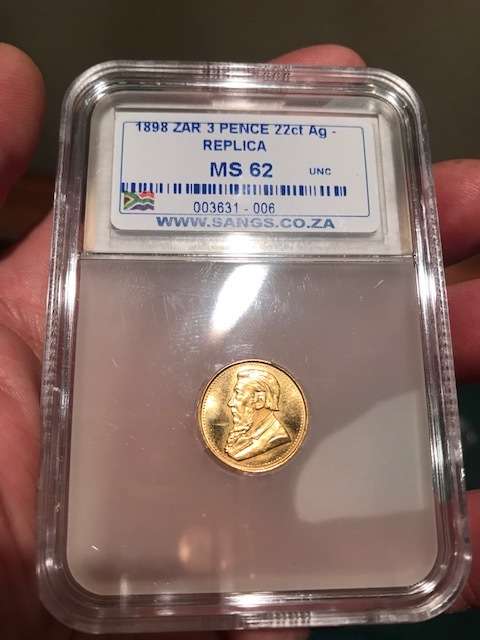 1898 ZAR 3 PENCE 22ct Ag -
REPLICA
MS 62 UNC
003631 - 006
WWW.SANGS.CO.ZA